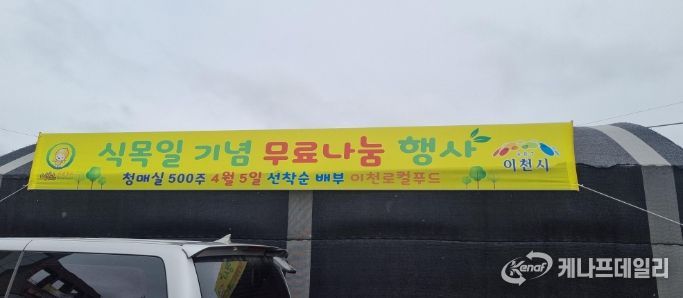 식목일 기념 무료나눔 행사
이천시
청매실 500주 4월 5일 선착순 배부 이천로컬푸드
Kenaf 케나프데일리